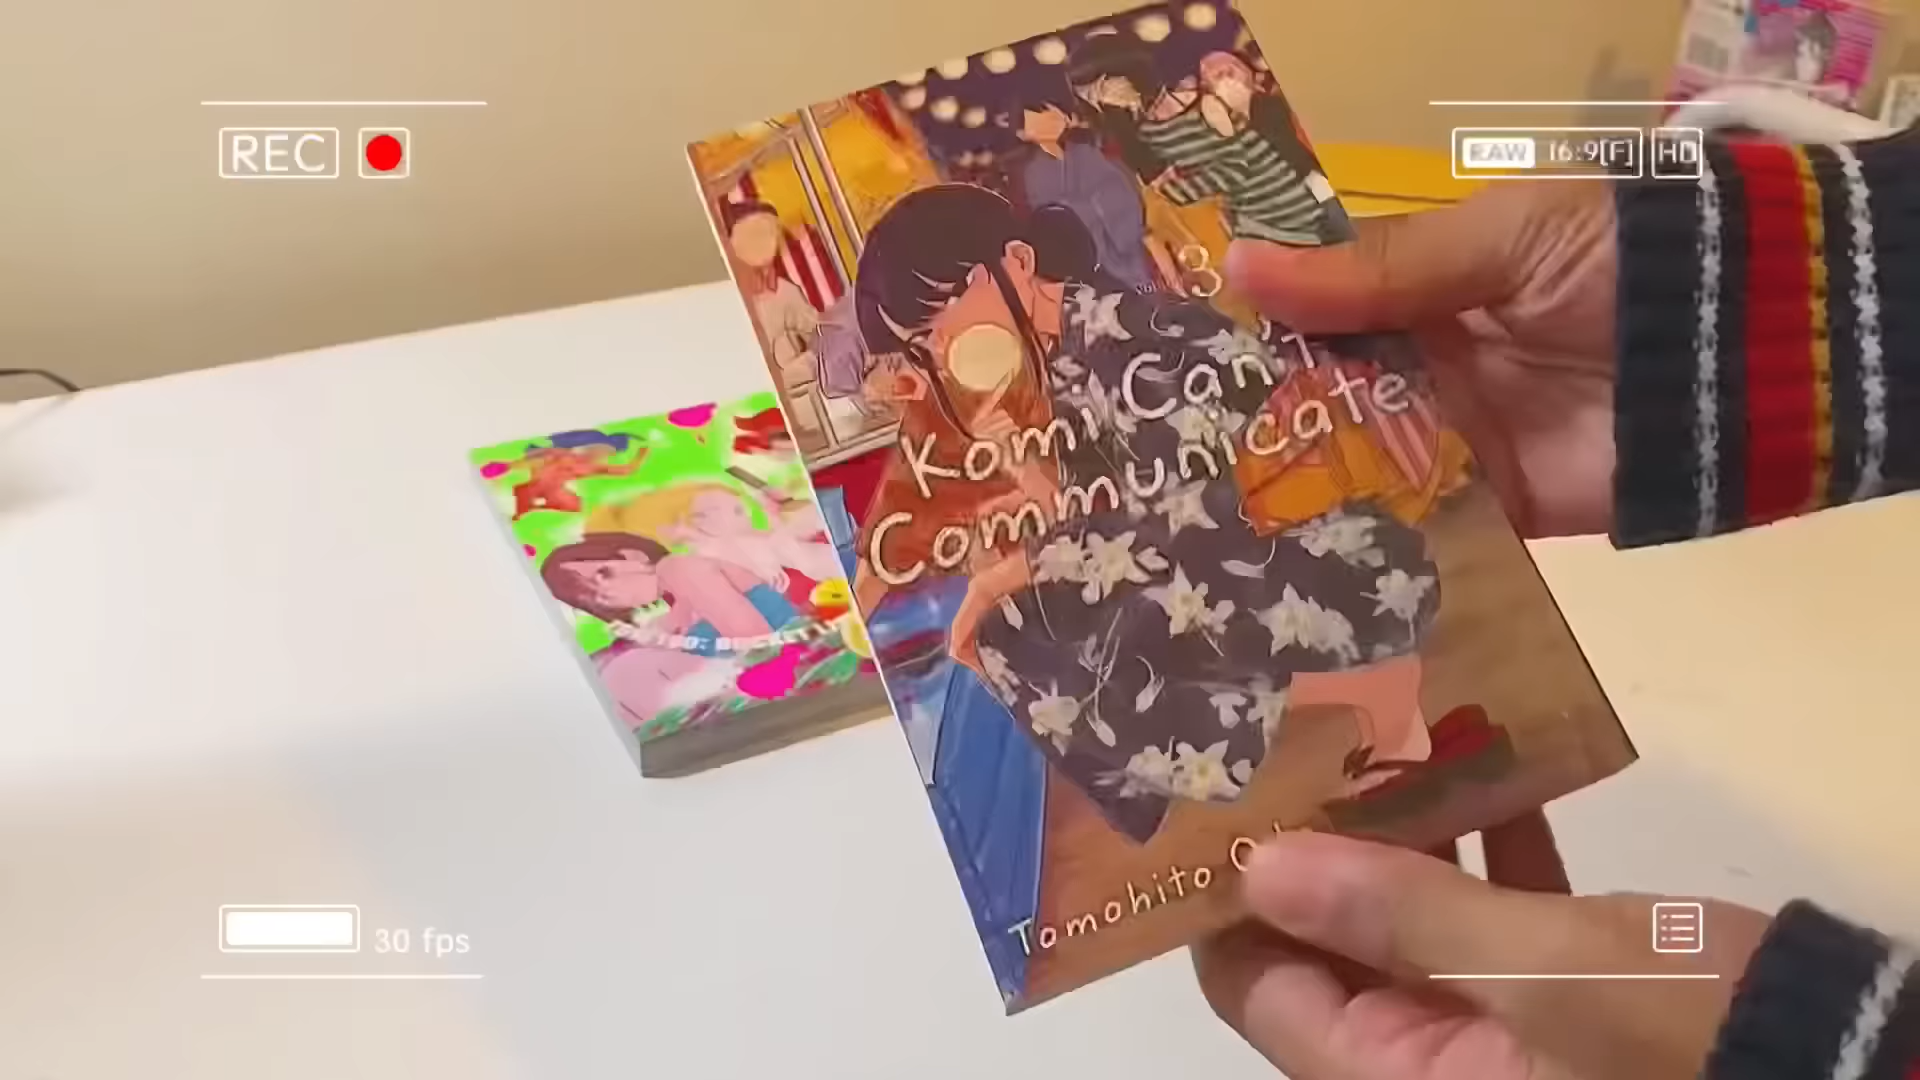 REC
RAW 16:9[F] HD
3
Komi Can't
Communicate
Tomohito
30 fps